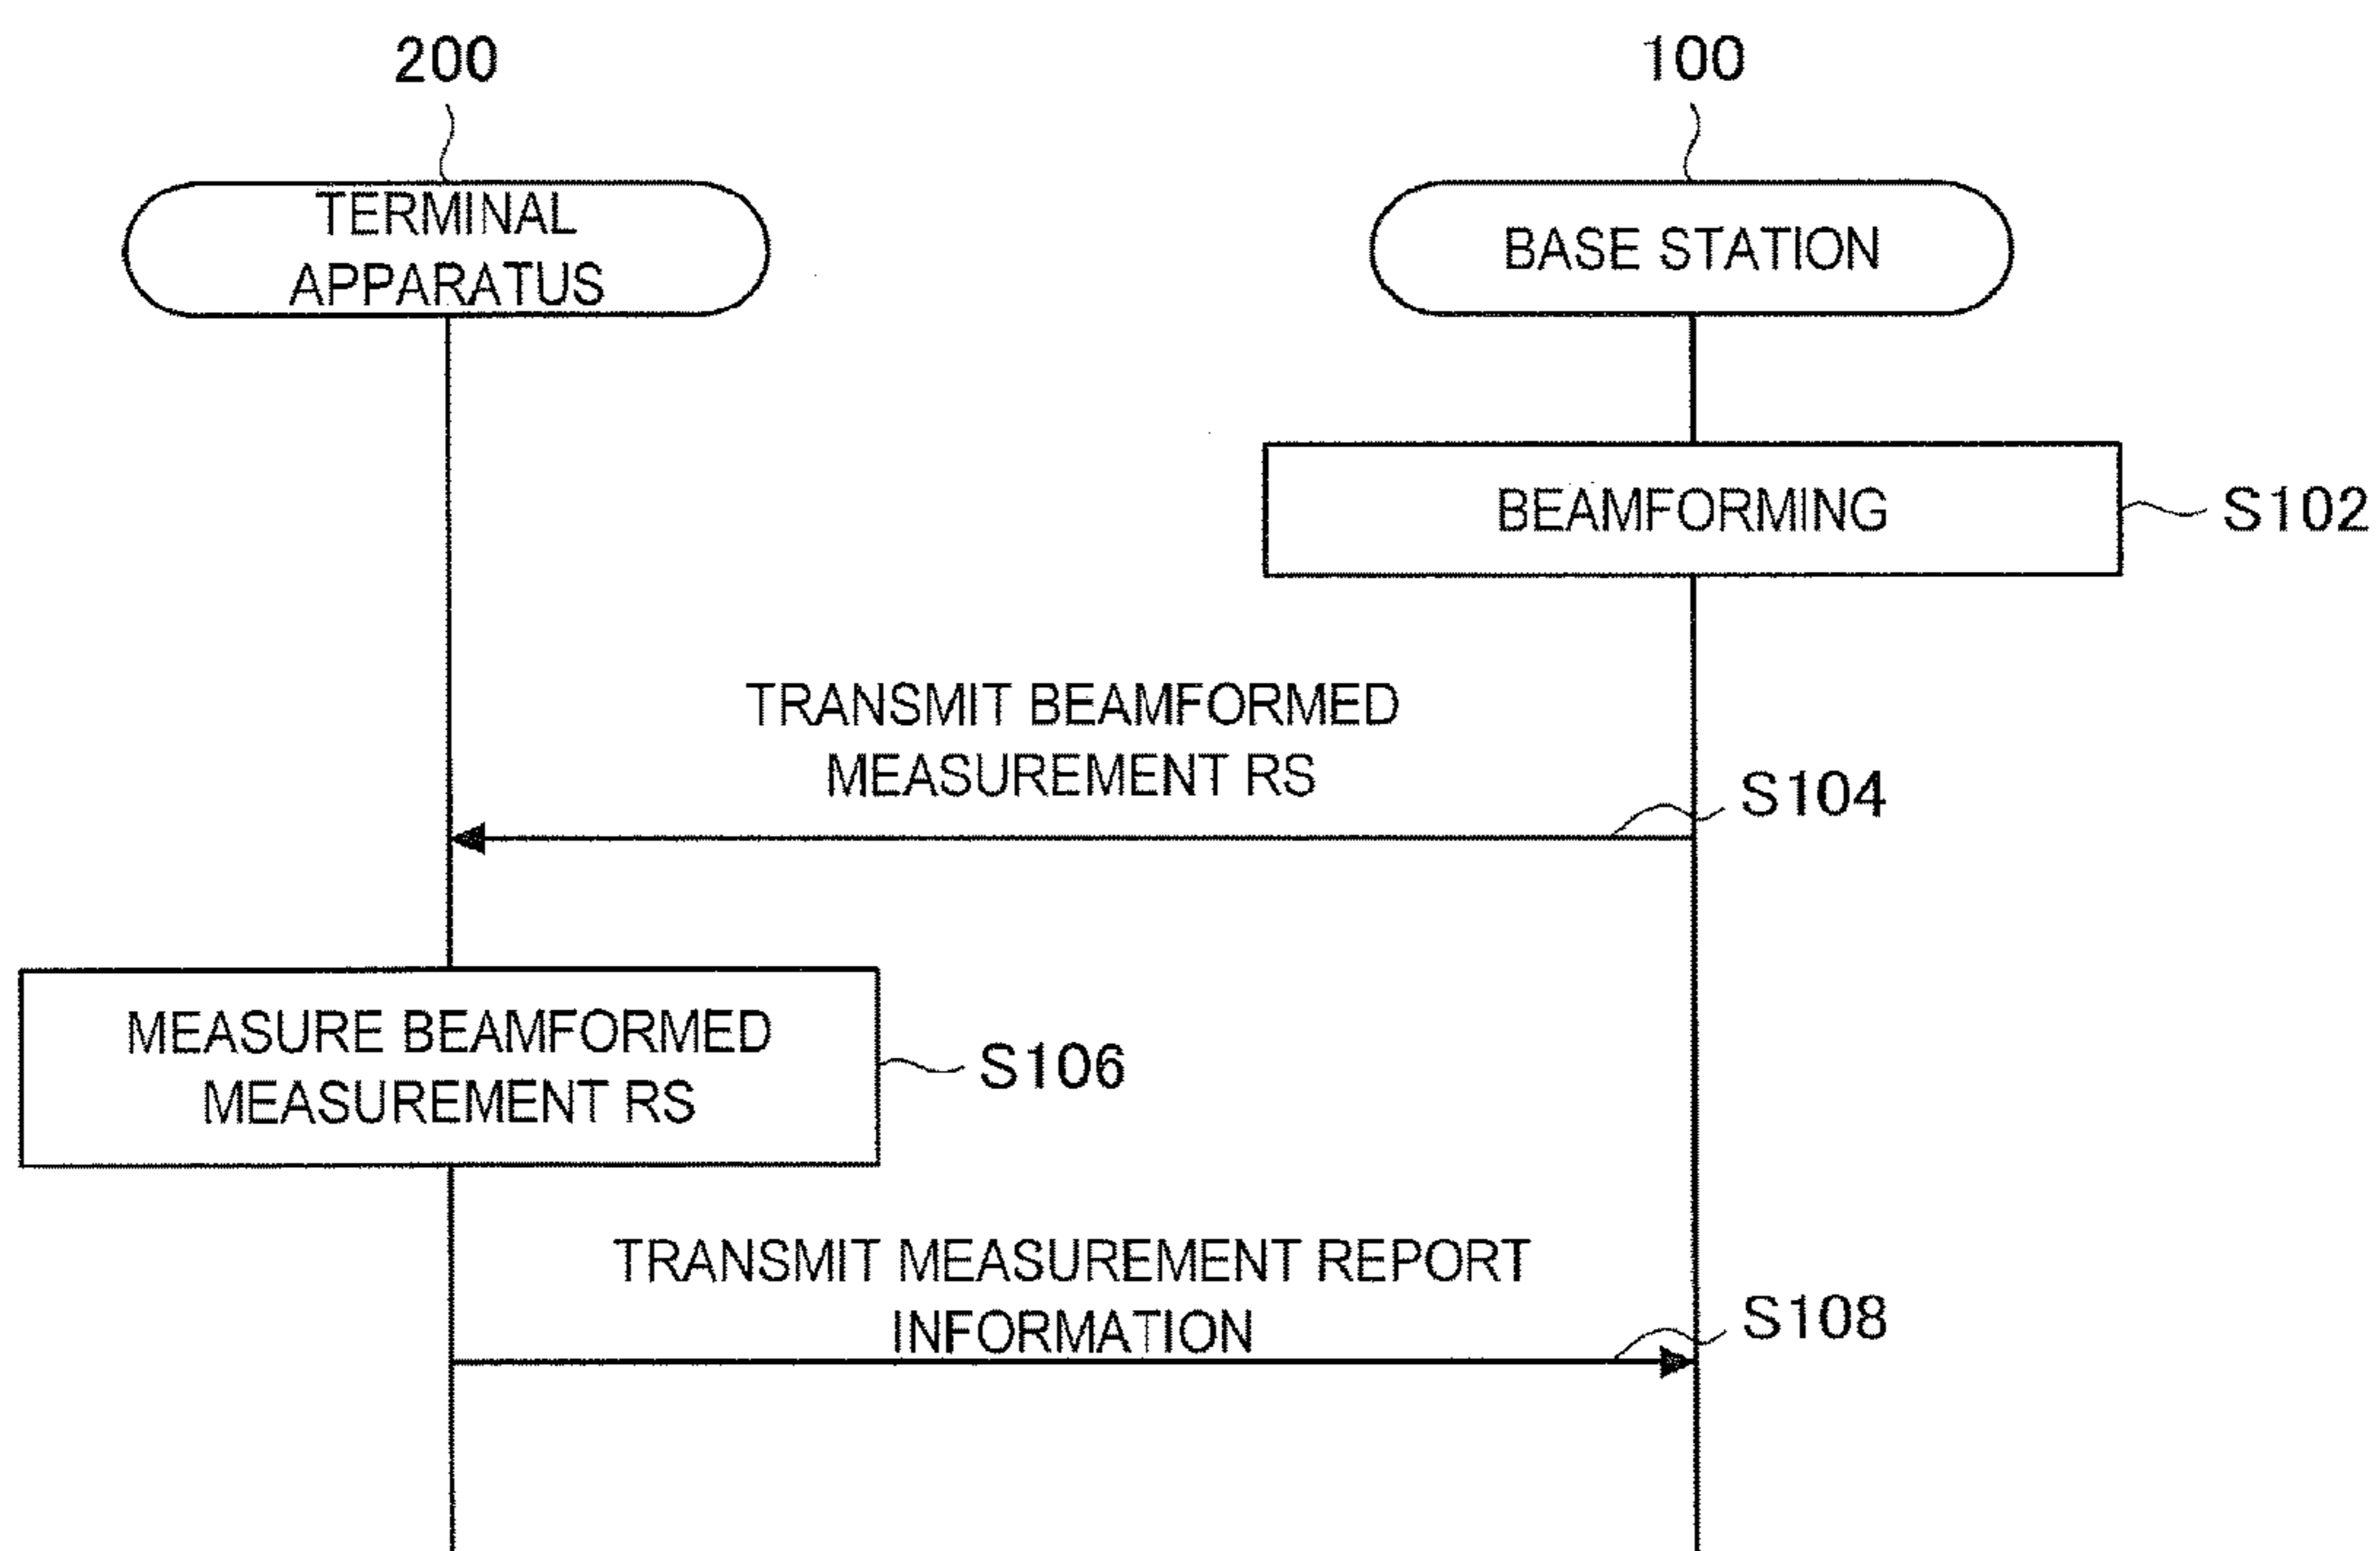 200
100
TERMINAL
APPARATUS
BASE STATION
BEAMFORMING
S102
TRANSMIT BEAMFORMED
MEASUREMENT RS
S104
MEASURE BEAMFORMED
MEASUREMENT RS
S106
TRANSMIT MEASUREMENT REPORT
INFORMATION
S108